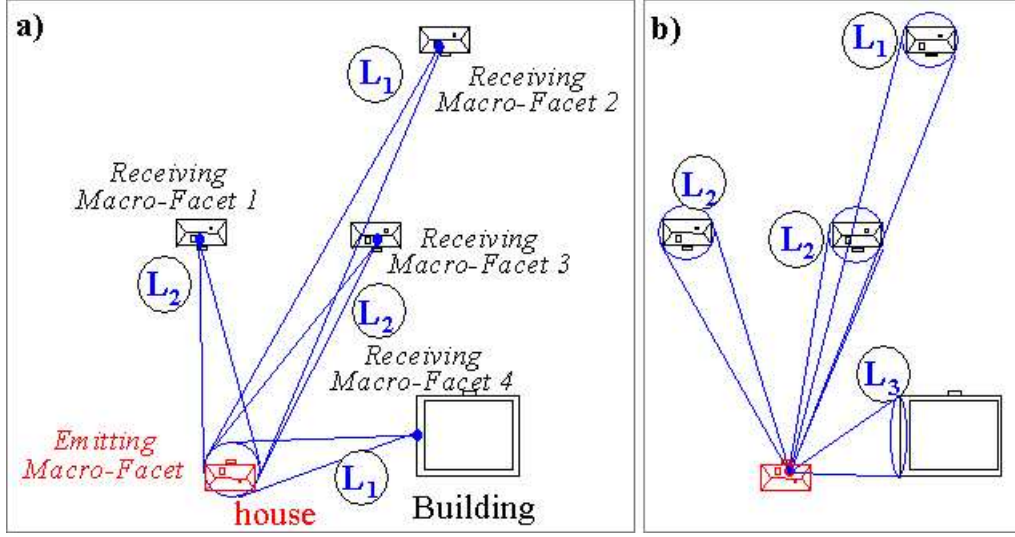 a)
L1
Receiving
Macro-Facet 2
Receiving
Macro-Facet 1
L2
Receiving
Macro-Facet 3
L2
Receiving
Macro-Facet 4
Emitting
Macro-Facet
L1
house
Building
b)
L1
L2
L2
L3